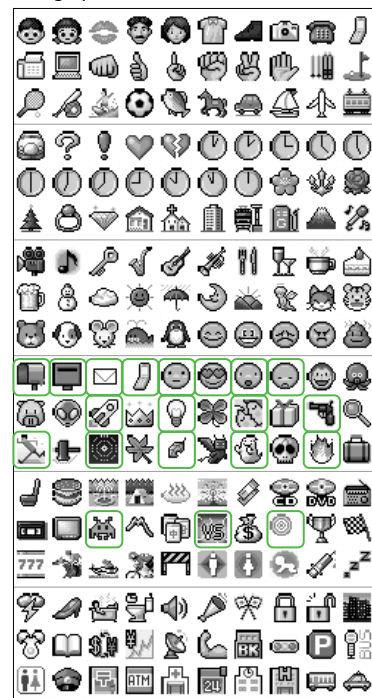 CD DVD
VS
777
Z Z Z
BK P BUS
ATM 24 H